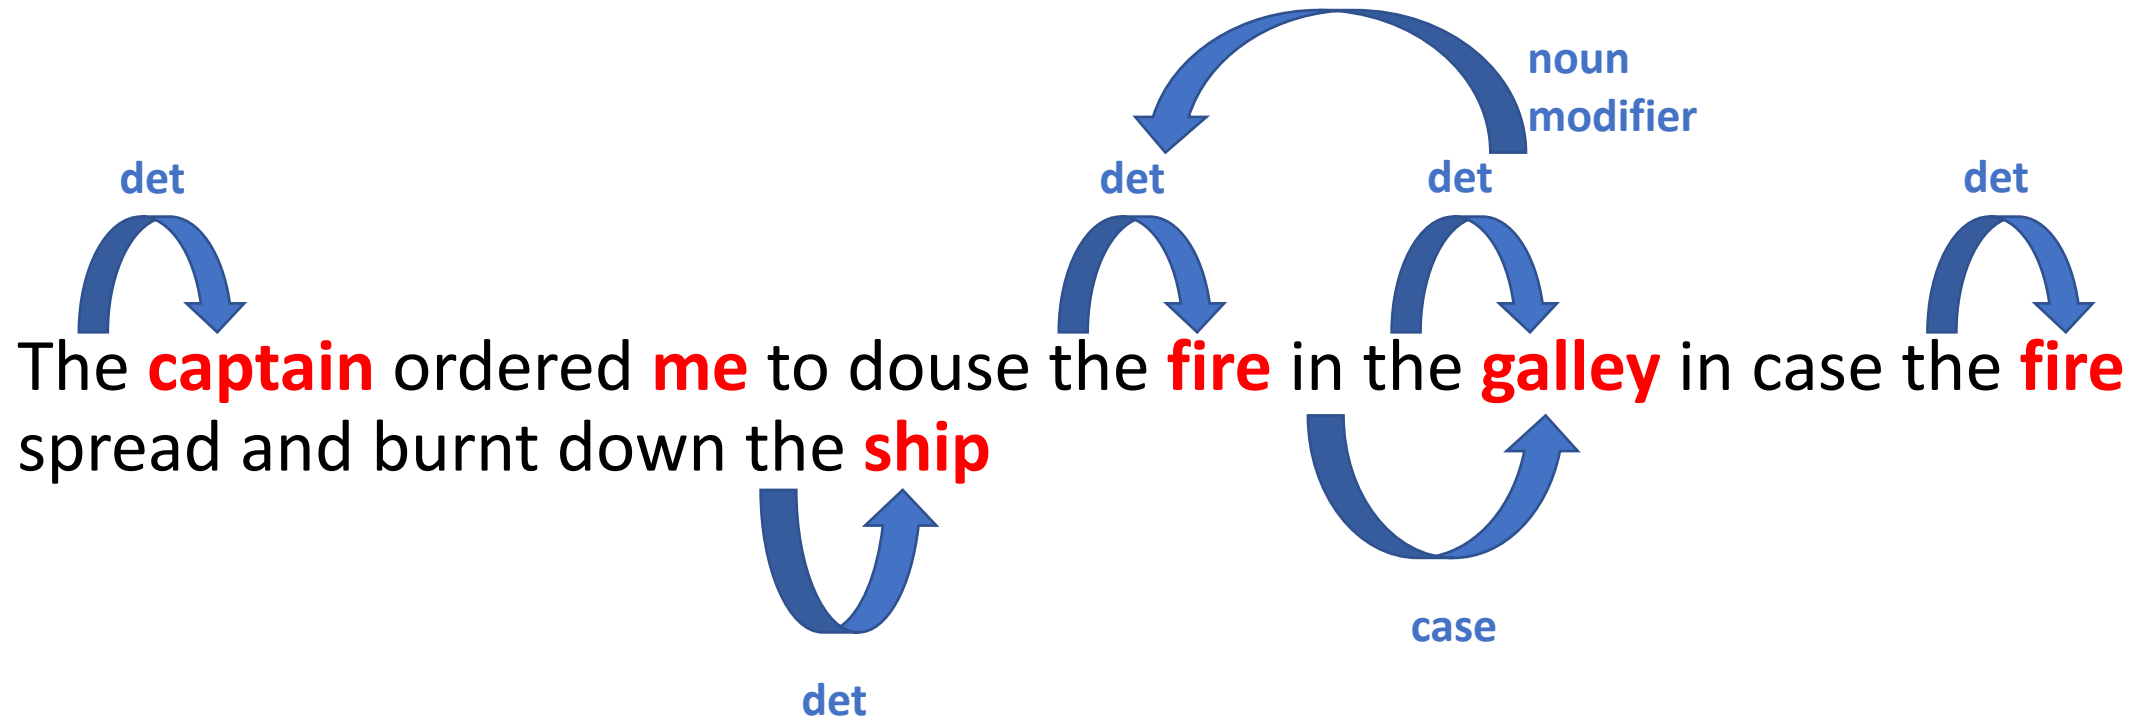 noun
modifier
det det det det
The captain ordered me to douse the fire in the galley in case the fire
spread and burnt down the ship
case
det